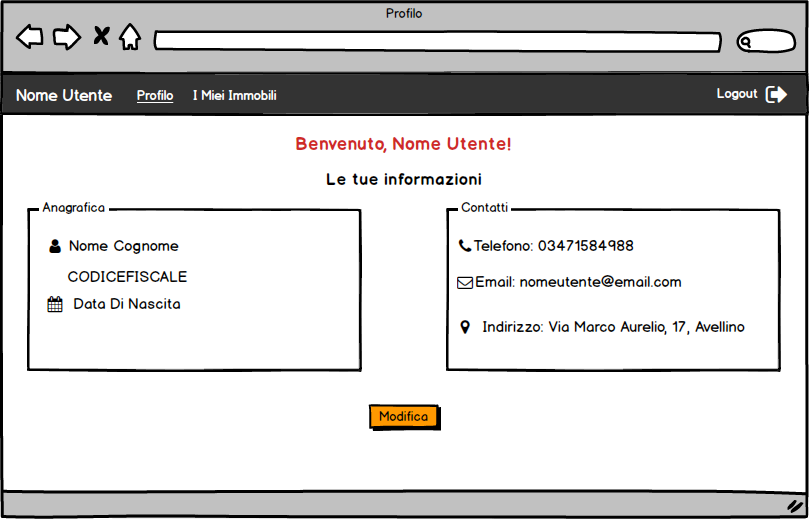 Profilo
Nome Utente Profilo I Miei Immobili Logout
Benvenuto, Nome Utente!
Le tue informazioni
Anagrafica
Nome Cognome
CODICEFISCALE
Data Di Nascita
Contatti
Telefono: 03471584988
Email: nomeutente@email.com
Indirizzo: Via Marco Aurelio, 17, Avellino
Modifica